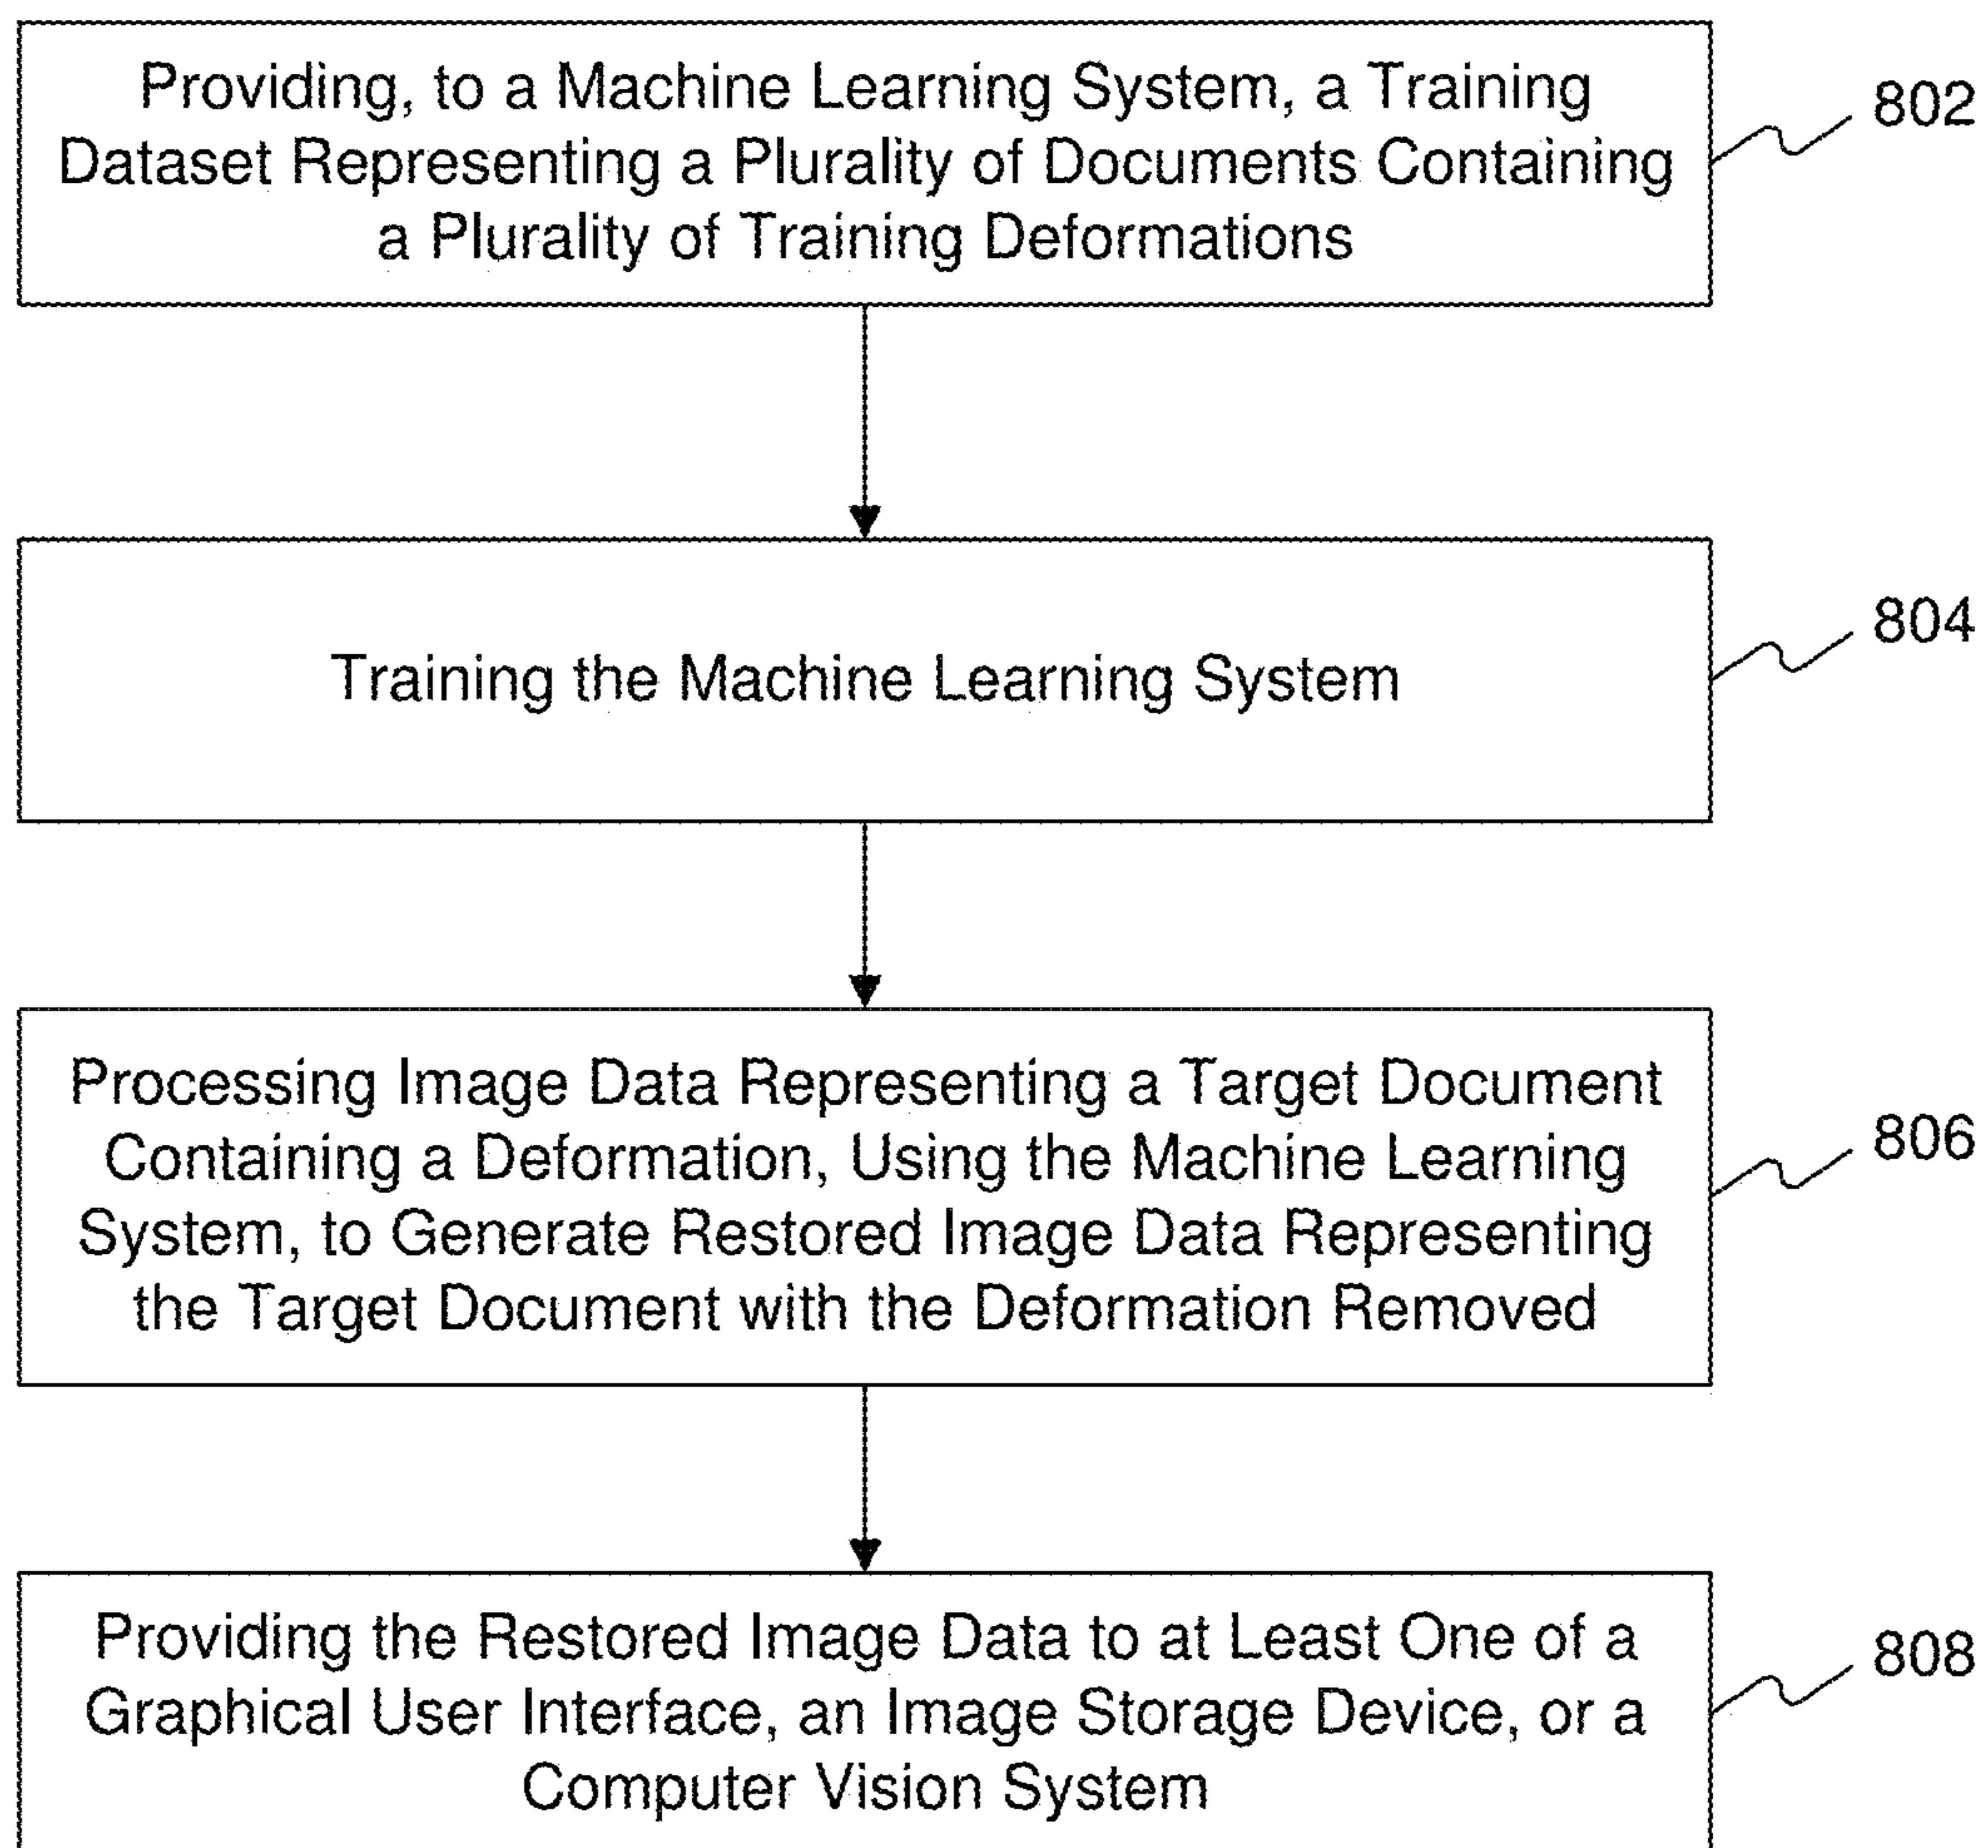 Providing, to a Machine Learning System, a Training
Dataset Representing a Plurality of Documents Containing
a Plurality of Training Deformations
802
Training the Machine Learning System
804
Processing Image Data Representing a Target Document
Containing a Deformation, Using the Machine Learning
System, to Generate Restored Image Data Representing
the Target Document with the Deformation Removed
806
Providing the Restored Image Data to at Least One of a
Graphical User Interface, an Image Storage Device, or a
Computer Vision System
808